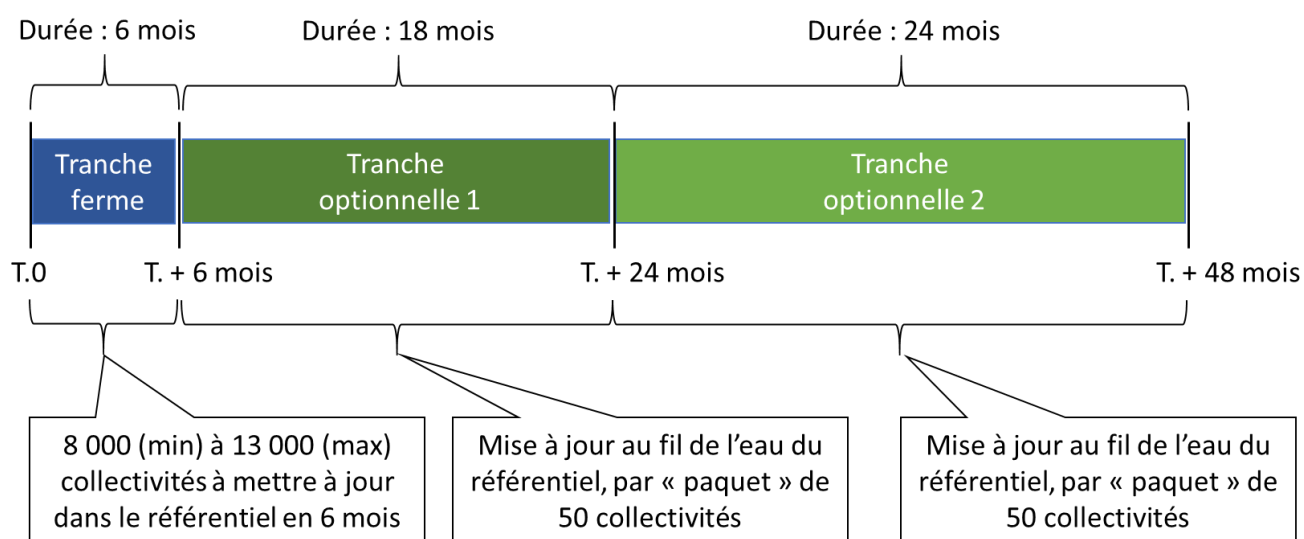 Durée : 6 mois
Durée : 18 mois
Durée : 24 mois
Tranche
ferme
Tranche
optionnelle 1
Tranche
optionnelle 2
T.0
T. + 6 mois
T. + 24 mois
T. + 48 mois
8 000 (min) à 13 000 (max)
collectivités à mettre à jour
dans le référentiel en 6 mois
Mise à jour au fil de l’eau du
référentiel, par « paquet » de
50 collectivités
Mise à jour au fil de l’eau du
référentiel, par « paquet » de
50 collectivités